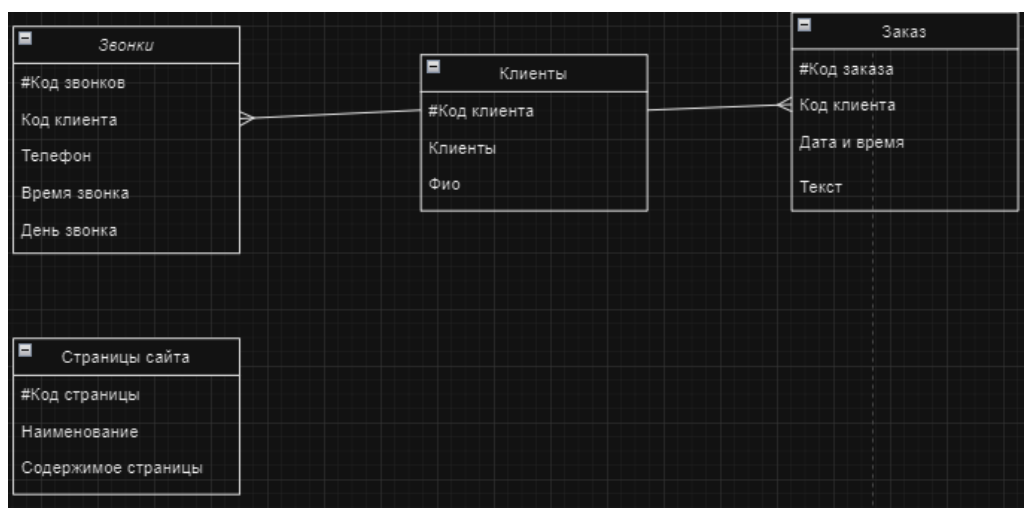 Звонки
#Код звонков
Код клиента
Телефон
Время звонка
День звонка
Клиенты
#Код клиента
Клиенты
Фио
Заказ
#Код заказа
Код клиента
Дата и время
Текст
Страницы сайта
#Код страницы
Наименование
Содержимое страницы